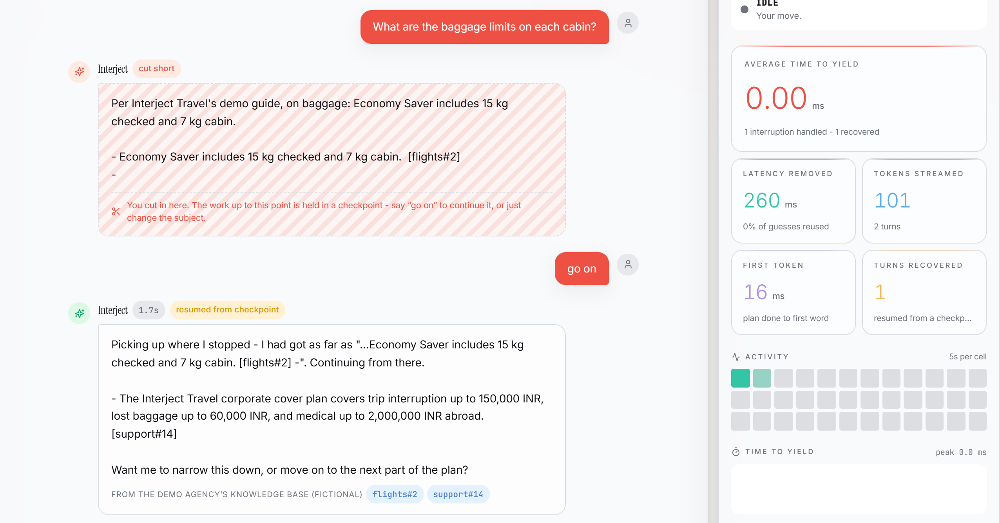 What are the baggage limits on each cabin?
Interject cut short
Per Interject Travel's demo guide, on baggage: Economy Saver includes 15 kg
checked and 7 kg cabin.
- Economy Saver includes 15 kg checked and 7 kg cabin.  [flights#2]
-
You cut in here. The work up to this point is held in a checkpoint - say “go on” to continue it, or just
change the subject.
go on
Interject 1.7s resumed from checkpoint
Picking up where I stopped - I had got as far as "...Economy Saver includes 15 kg
checked and 7 kg cabin. [flights#2] -". Continuing from there.
- The Interject Travel corporate cover plan covers trip interruption up to 150,000 INR,
lost baggage up to 60,000 INR, and medical up to 2,000,000 INR abroad.
[support#14]
Want me to narrow this down, or move on to the next part of the plan?
FROM THE DEMO AGENCY’S KNOWLEDGE BASE (FICTIONAL) flights#2 support#14
IDLE
Your move.
AVERAGE TIME TO YIELD
0.00 ms
1 interruption handled - 1 recovered
LATENCY REMOVED
260 ms
0% of guesses reused
TOKENS STREAMED
101
2 turns
FIRST TOKEN
16 ms
plan done to first word
TURNS RECOVERED
1
resumed from a checkp...
ACTIVITY 5s per cell
TIME TO YIELD peak 0.0 ms